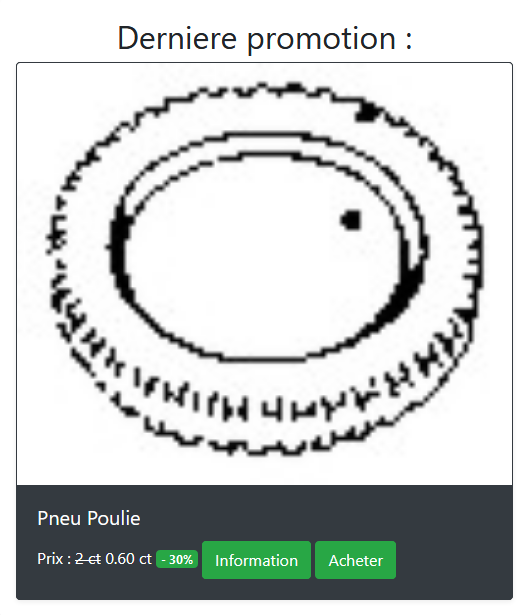 Derniere promotion :
Pneu Poulie
Prix : 2 ct 0.60 ct - 30% Information Acheter